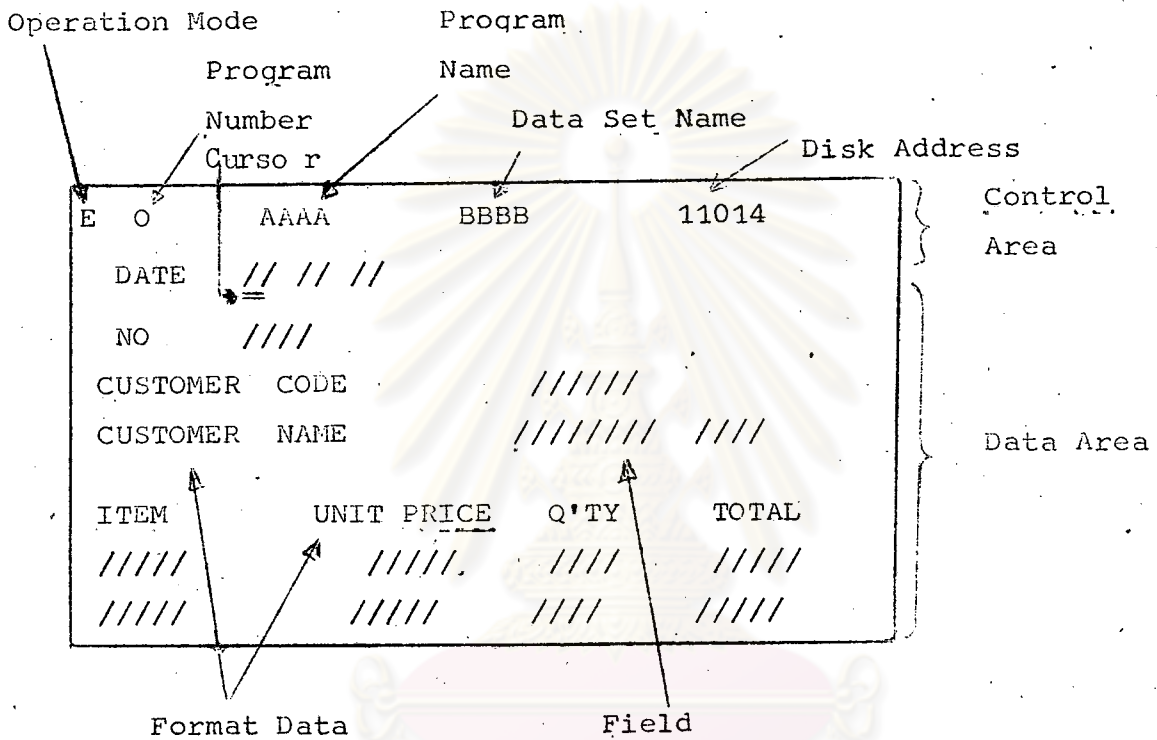 Operation Mode Program
Program Name
Number Data Set Name
Curso r Disk Address
E O AAAA BBBB 11014 Control
Area
DATE // // //
=
NO ////
CUSTOMER CODE //////
CUSTOMER NAME //////// ////
Data Area
ITEM UNIT PRICE Q'TY TOTAL
///// ///// //// /////
///// ///// //// /////
Format Data Field